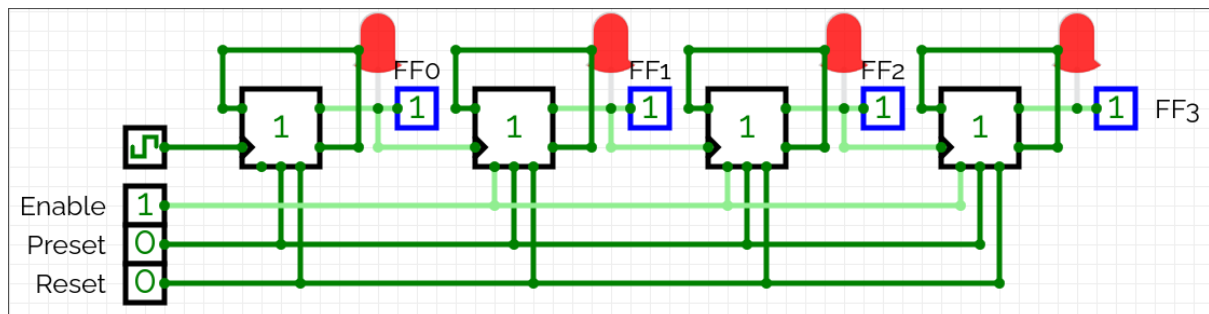 FF0 FF1 FF2
1 1 1 1 1 1 1 1 FF3
Enable 1
Preset 0
Reset 0